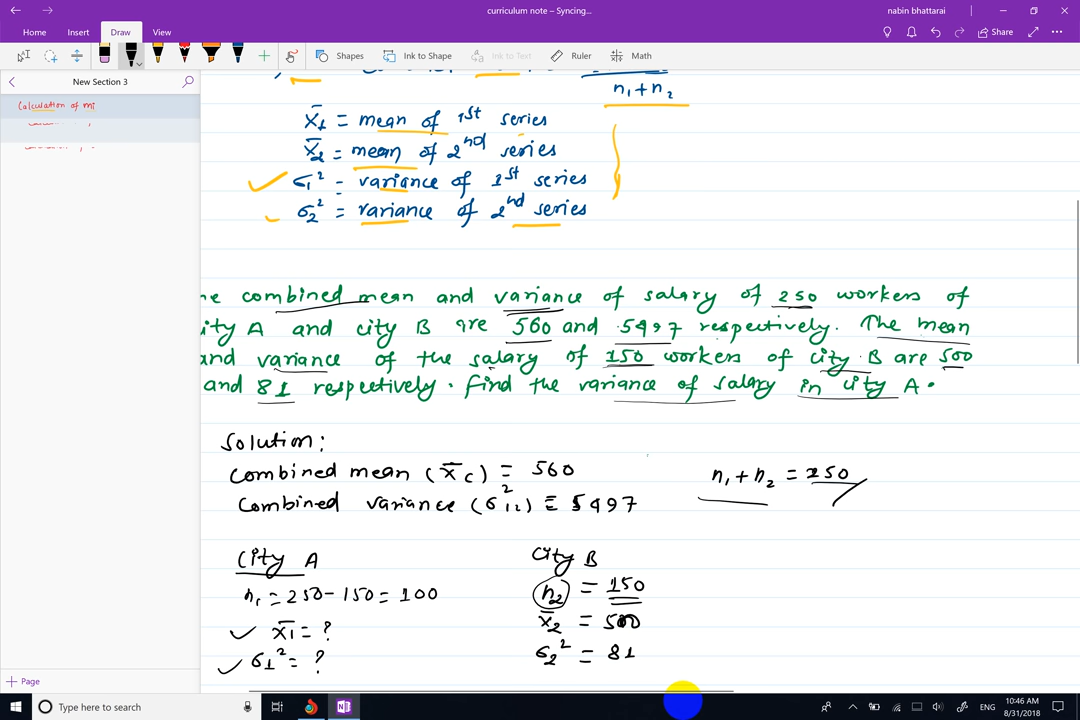 curriculum note – Syncing...
nabin bhattarai
Home Insert Draw View
Share
Shapes Ink to Shape Ink to Text Ruler Math
New Section 3
Calculation of mi
n₁ + n₂
x̄₁ = mean of 1st series
x̄₂ = mean of 2nd series
σ₁² = variance of 1st series
σ₂² = variance of 2nd series
combined mean and variance of salary of 250 workers of
ity A and city B are 560 and 5497 respectively. The mean
and variance of the salary of 150 workers of city B are 500
and 81 respectively. Find the variance of salary in city A.
Solution:
Combined mean (x̄c) = 560
n₁ + n₂ = 250
Combined variance (σ₁₂²) = 5497
City A
City B
n₁ = 250 - 150 = 100
n₂ = 150
x̄₁ = ?
x̄₂ = 500
σ₁² = ?
σ₂² = 81
+ Page
Type here to search
ENG
10:46 AM
8/31/2018